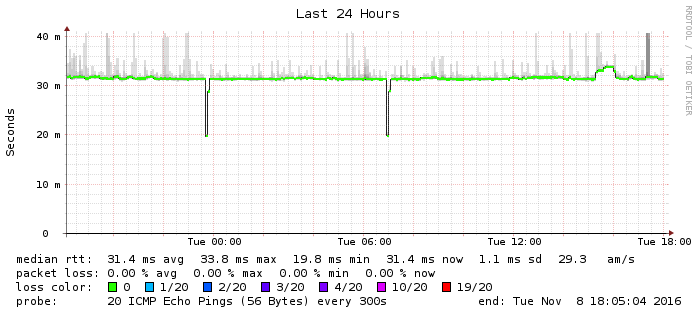 Last 24 Hours
RRDTOOL / TOBI OETIKER
Seconds
40 m
30 m
20 m
10 m
0
Tue 00:00 Tue 06:00 Tue 12:00 Tue 18:00
median rtt: 31.4 ms avg 33.8 ms max 19.8 ms min 31.4 ms now 1.1 ms sd 29.3 am/s
packet loss: 0.00 % avg 0.00 % max 0.00 % min 0.00 % now
loss color: 0 1/20 2/20 3/20 4/20 10/20 19/20
probe: 20 ICMP Echo Pings (56 Bytes) every 300s end: Tue Nov 8 18:05:04 2016